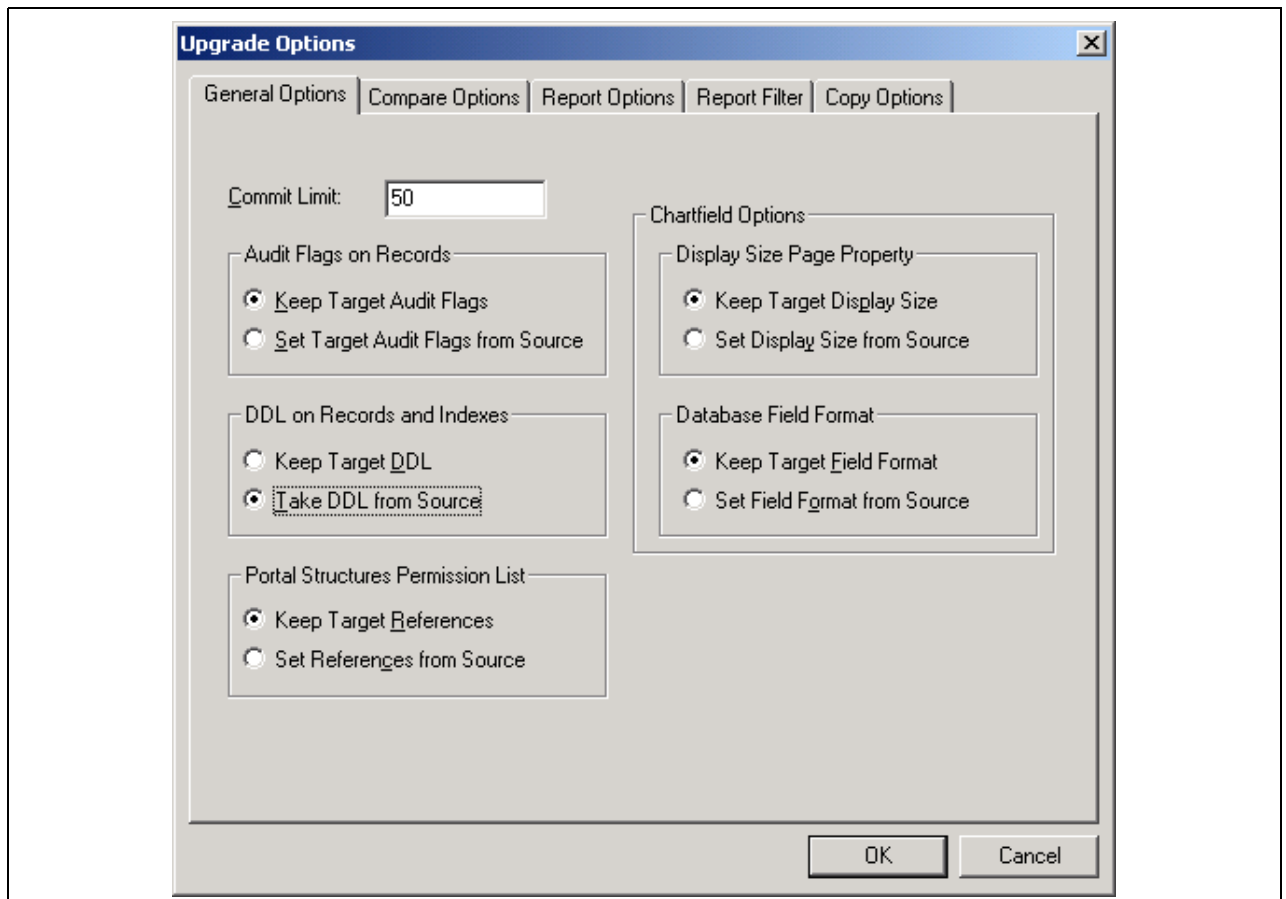 Upgrade Options
General Options
Compare Options
Report Options
Report Filter
Copy Options
Commit Limit:
50
Audit Flags on Records
Keep Target Audit Flags
Set Target Audit Flags from Source
DDL on Records and Indexes
Keep Target DDL
Take DDL from Source
Portal Structures Permission List
Keep Target References
Set References from Source
Chartfield Options
Display Size Page Property
Keep Target Display Size
Set Display Size from Source
Database Field Format
Keep Target Field Format
Set Field Format from Source
OK
Cancel